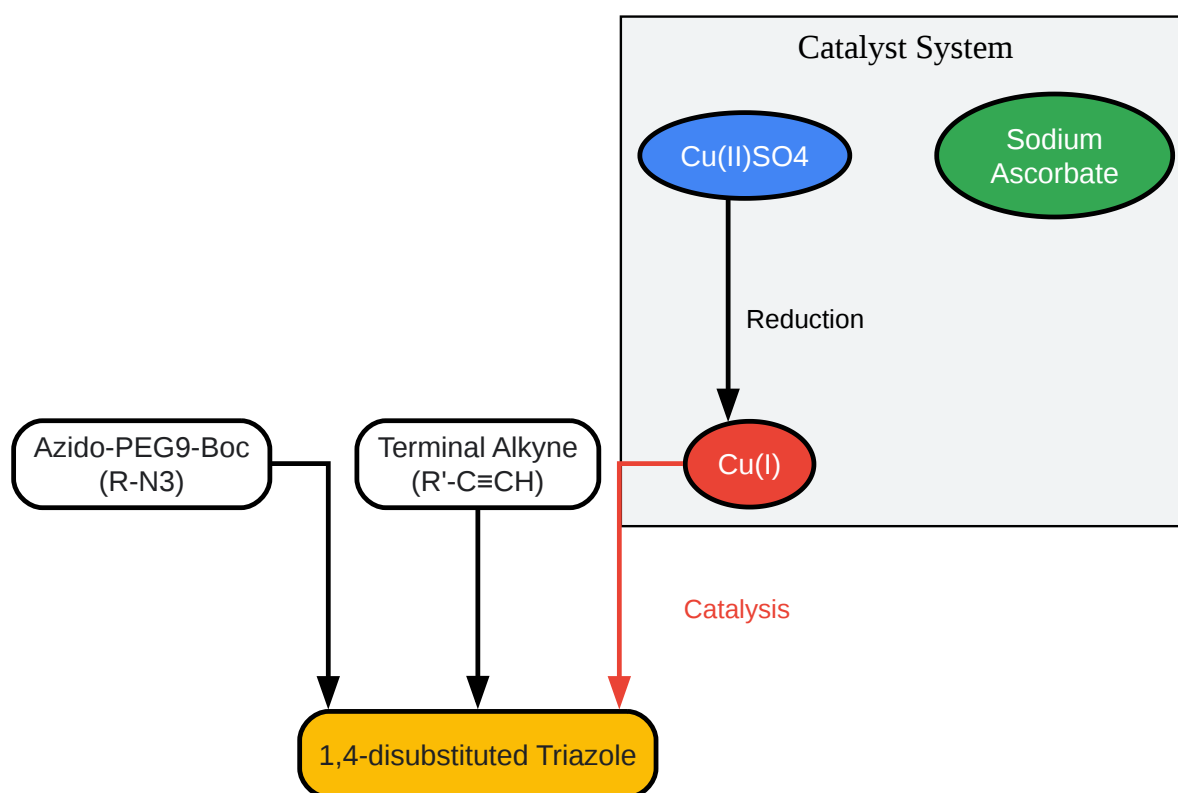 Catalyst System
Cu(II)SO4
Sodium
Ascorbate
Reduction
Azido-PEG9-Boc
(R-N3)
Terminal Alkyne
(R'-C≡CH)
Cu(I)
Catalysis
1,4-disubstituted Triazole